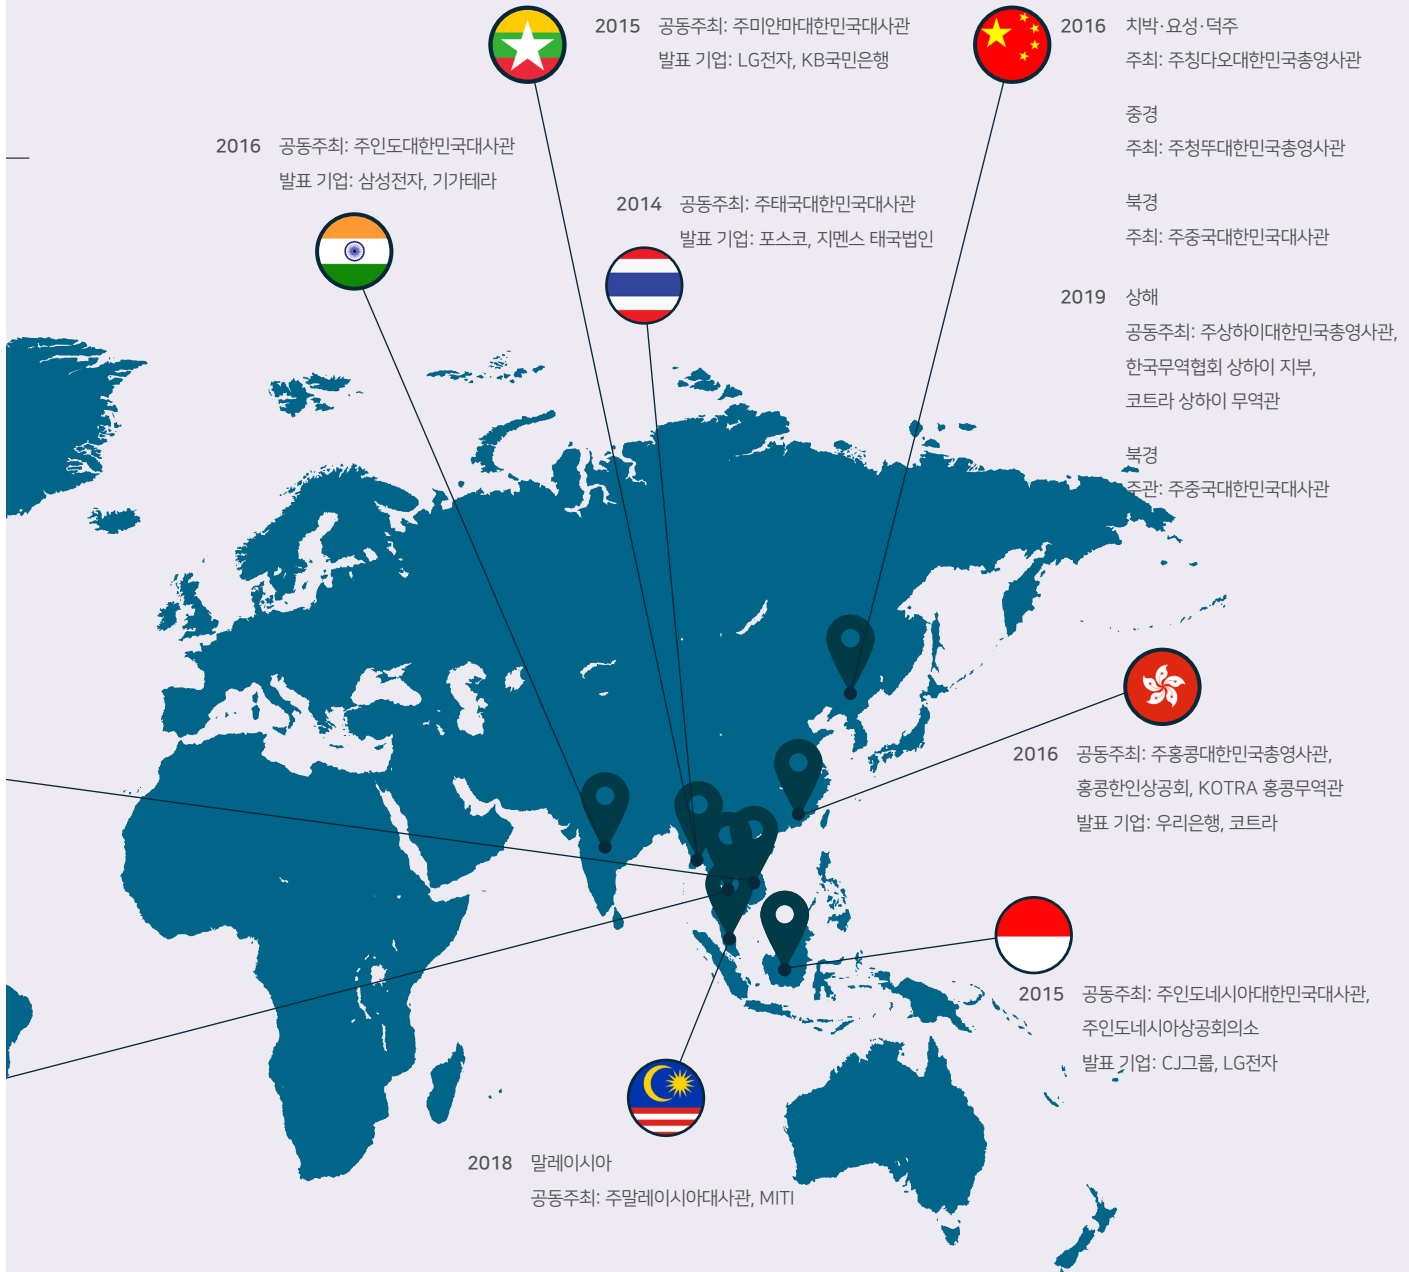 2015 공동주최: 주미얀마대한민국대사관
발표 기업: LG전자, KB국민은행
2016 치박·요성·덕주
주최: 주칭다오대한민국총영사관
중경
주최: 주청뚜대한민국총영사관
북경
주최: 주중국대한민국대사관
2019 상해
공동주최: 주상하이대한민국총영사관,
한국무역협회 상하이 지부,
코트라 상하이 무역관
북경
주관: 주중국대한민국대사관
2016 공동주최: 주인도대한민국대사관
발표 기업: 삼성전자, 기가테라
2014 공동주최: 주태국대한민국대사관
발표 기업: 포스코, 지멘스 태국법인
2016 공동주최: 주홍콩대한민국총영사관,
홍콩한인상공회, KOTRA 홍콩무역관
발표 기업: 우리은행, 코트라
2015 공동주최: 주인도네시아대한민국대사관,
주인도네시아상공회의소
발표 기업: CJ그룹, LG전자
2018 말레이시아
공동주최: 주말레이시아대사관, MITI